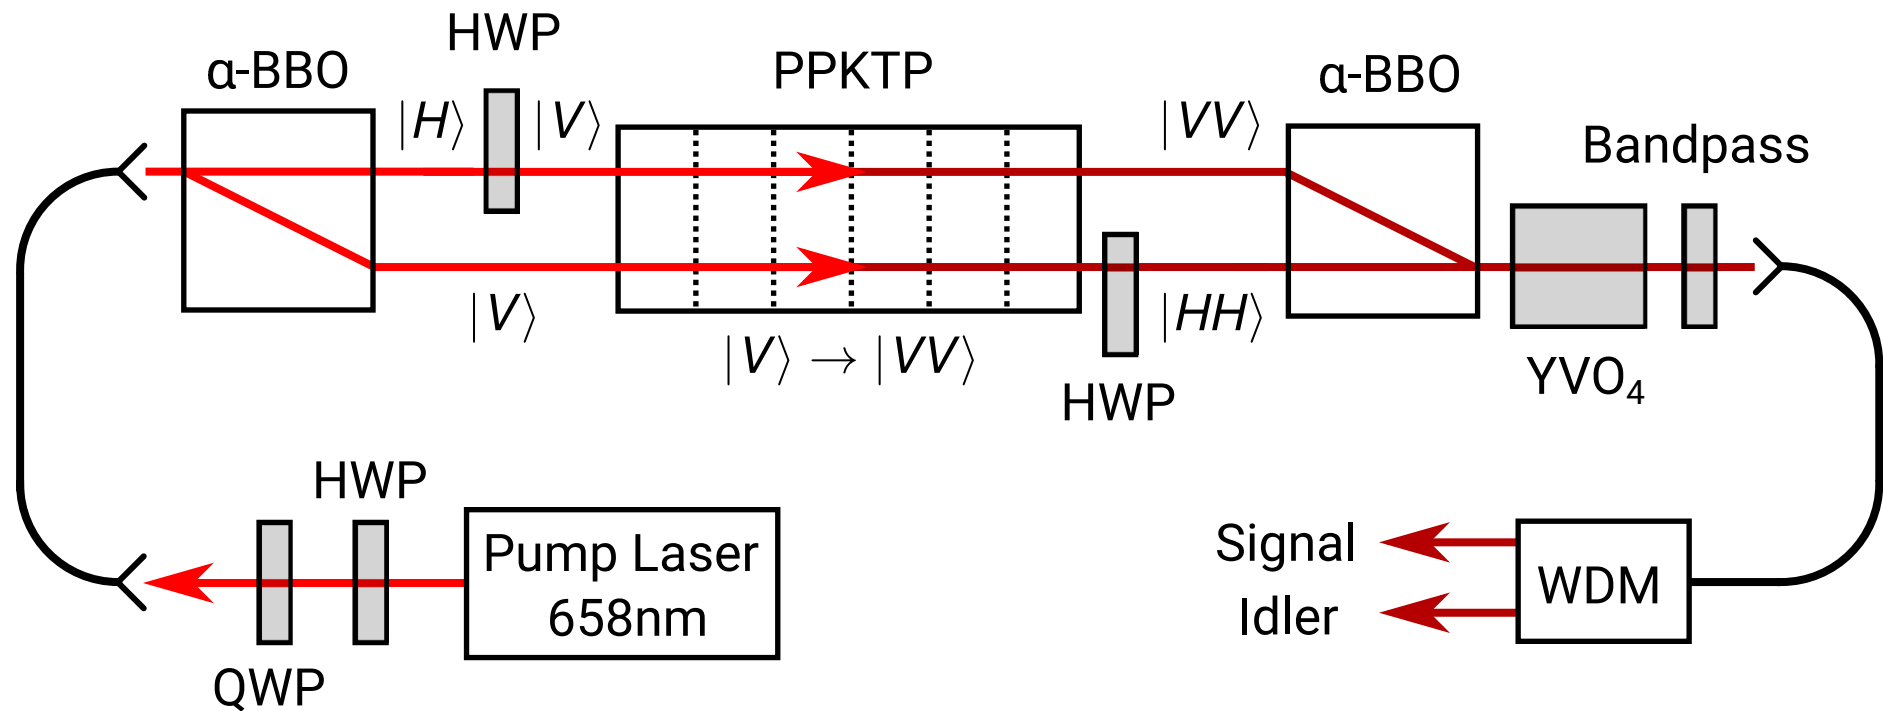 HWP
α-BBO
PPKTP
α-BBO
|H⟩
|V⟩
|VV⟩
Bandpass
|V⟩
|V⟩ → |VV⟩
|HH⟩
HWP
YVO₄
HWP
Pump Laser
658nm
QWP
Signal
Idler
WDM